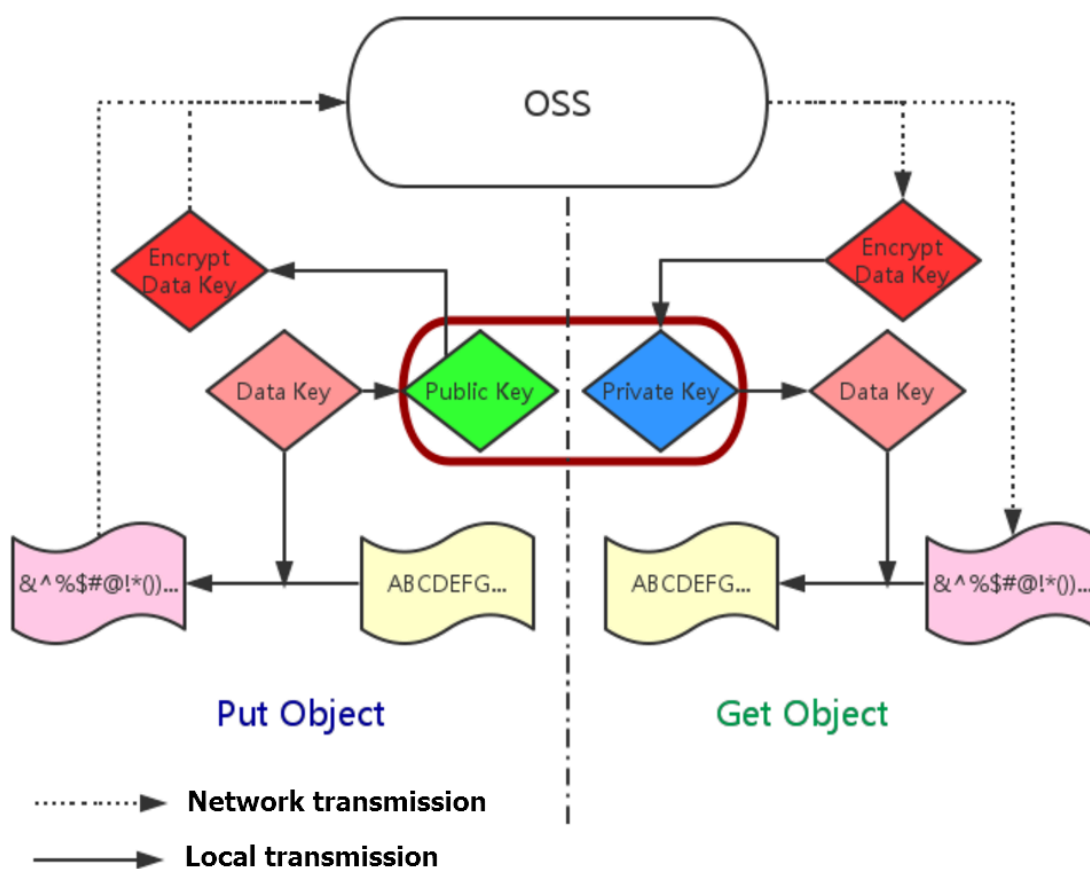 OSS
Encrypt
Data Key
Encrypt
Data Key
Data Key
Public Key
Private Key
Data Key
&^%$#@!*())...
ABCDEFG...
ABCDEFG...
&^%$#@!*())...
Put Object
Get Object
Network transmission
Local transmission